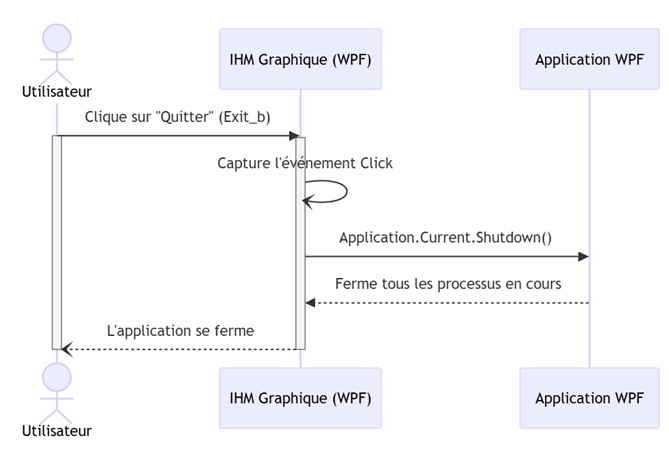 IHM Graphique (WPF)
Application WPF
Utilisateur
Clique sur "Quitter" (Exit_b)
Capture l'événement Click
Application.Current.Shutdown()
Ferme tous les processus en cours
L'application se ferme
IHM Graphique (WPF)
Application WPF
Utilisateur